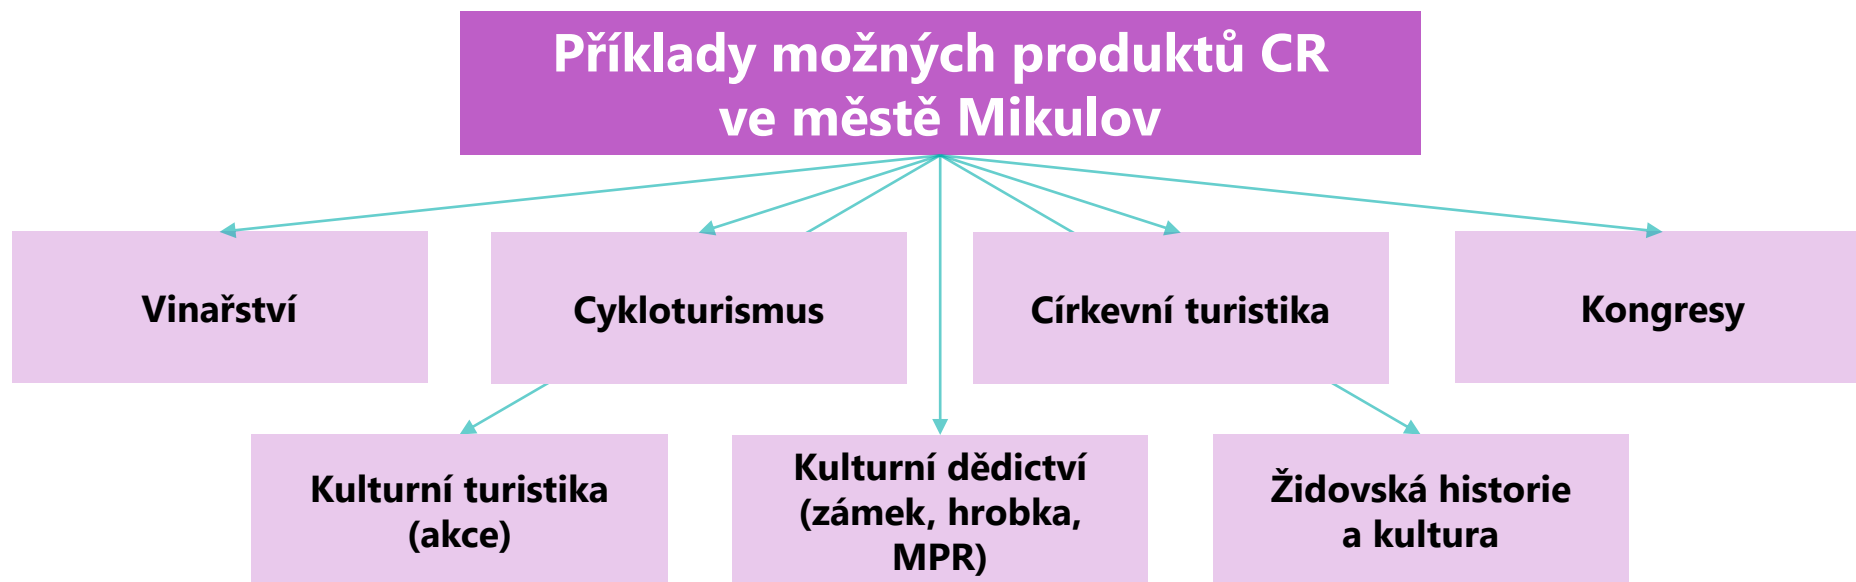 Příklady možných produktů CR
ve městě Mikulov
Vinařství
Cykloturismus
Církevní turistika
Kongresy
Kulturní turistika
(akce)
Kulturní dědictví
(zámek, hrobka,
MPR)
Židovská historie
a kultura